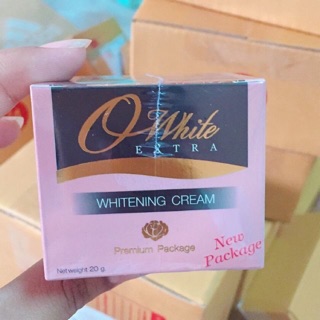 O White
EXTRA
WHITENING CREAM
Premium Package
New
Package
Net weight 20 g